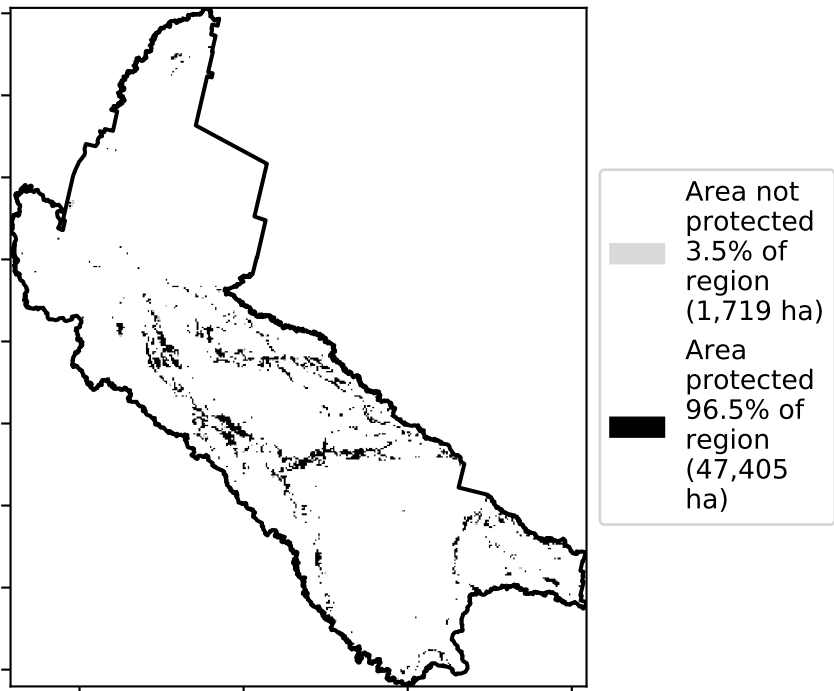 Area not
protected
3.5% of
region
(1,719 ha)
Area
protected
96.5% of
region
(47,405
ha)